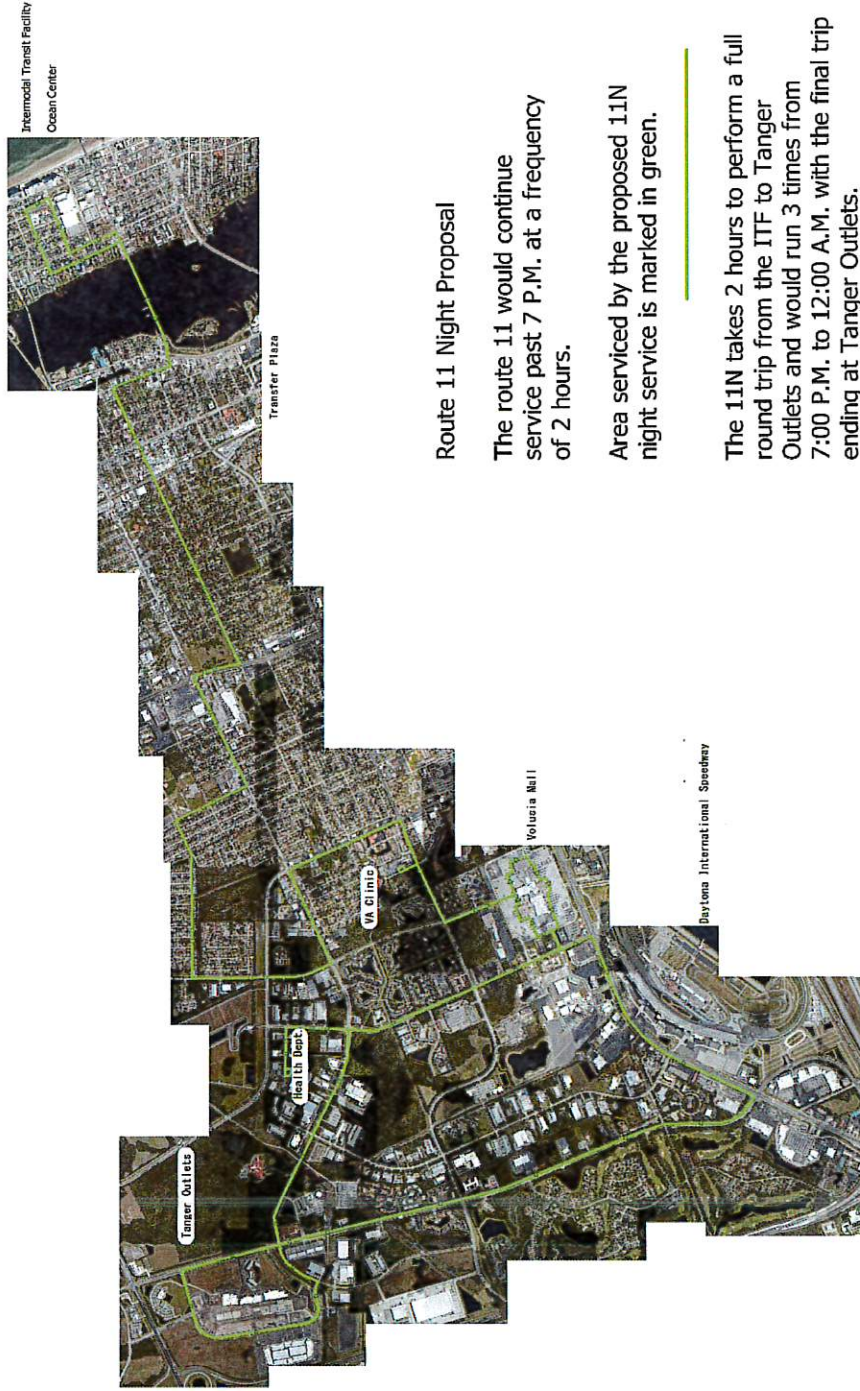 Intermodal Transit Facility
Ocean Center
Transfer Plaza
Tanger Outlets
Health Dept.
VA Clinic
Volucia Mall
Daytona International Speedway
Route 11 Night Proposal
The route 11 would continue
service past 7 P.M. at a frequency
of 2 hours.
Area serviced by the proposed 11N
night service is marked in green.
The 11N takes 2 hours to perform a full
round trip from the ITF to Tanger
Outlets and would run 3 times from
7:00 P.M. to 12:00 A.M. with the final trip
ending at Tanger Outlets.